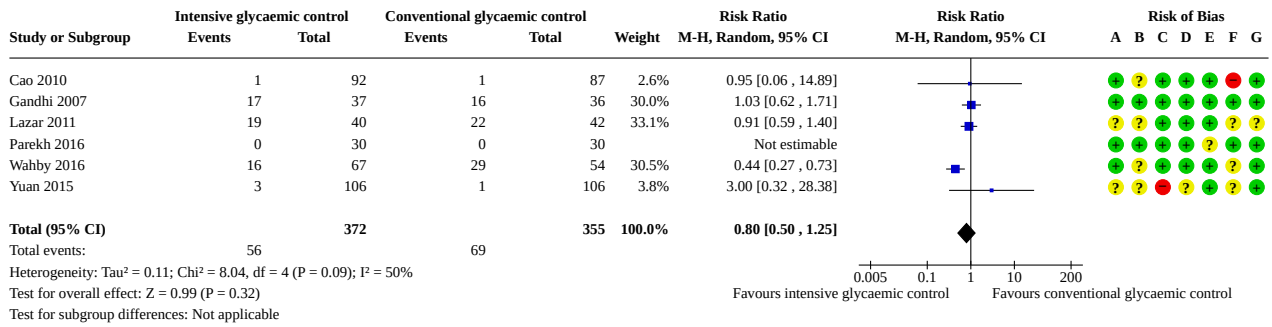 Intensive glycaemic control Conventional glycaemic control Risk Ratio Risk Ratio Risk of Bias
Study or Subgroup Events Total Events Total Weight M-H, Random, 95% CI M-H, Random, 95% CI A B C D E F G
Cao 2010 1 92 1 87 2.6% 0.95 [0.06 , 14.89] + ? + + + − +
Gandhi 2007 17 37 16 36 30.0% 1.03 [0.62 , 1.71] + + + + + + +
Lazar 2011 19 40 22 42 33.1% 0.91 [0.59 , 1.40] ? ? + + + ? ?
Parekh 2016 0 30 0 30 Not estimable + + + + ? + +
Wahby 2016 16 67 29 54 30.5% 0.44 [0.27 , 0.73] + ? + + + ? +
Yuan 2015 3 106 1 106 3.8% 3.00 [0.32 , 28.38] ? ? − ? + ? +
Total (95% CI) 372 355 100.0% 0.80 [0.50 , 1.25]
Total events: 56 69
Heterogeneity: Tau² = 0.11; Chi² = 8.04, df = 4 (P = 0.09); I² = 50%
0.005 0.1 1 10 200
Test for overall effect: Z = 0.99 (P = 0.32) Favours intensive glycaemic control Favours conventional glycaemic control
Test for subgroup differences: Not applicable